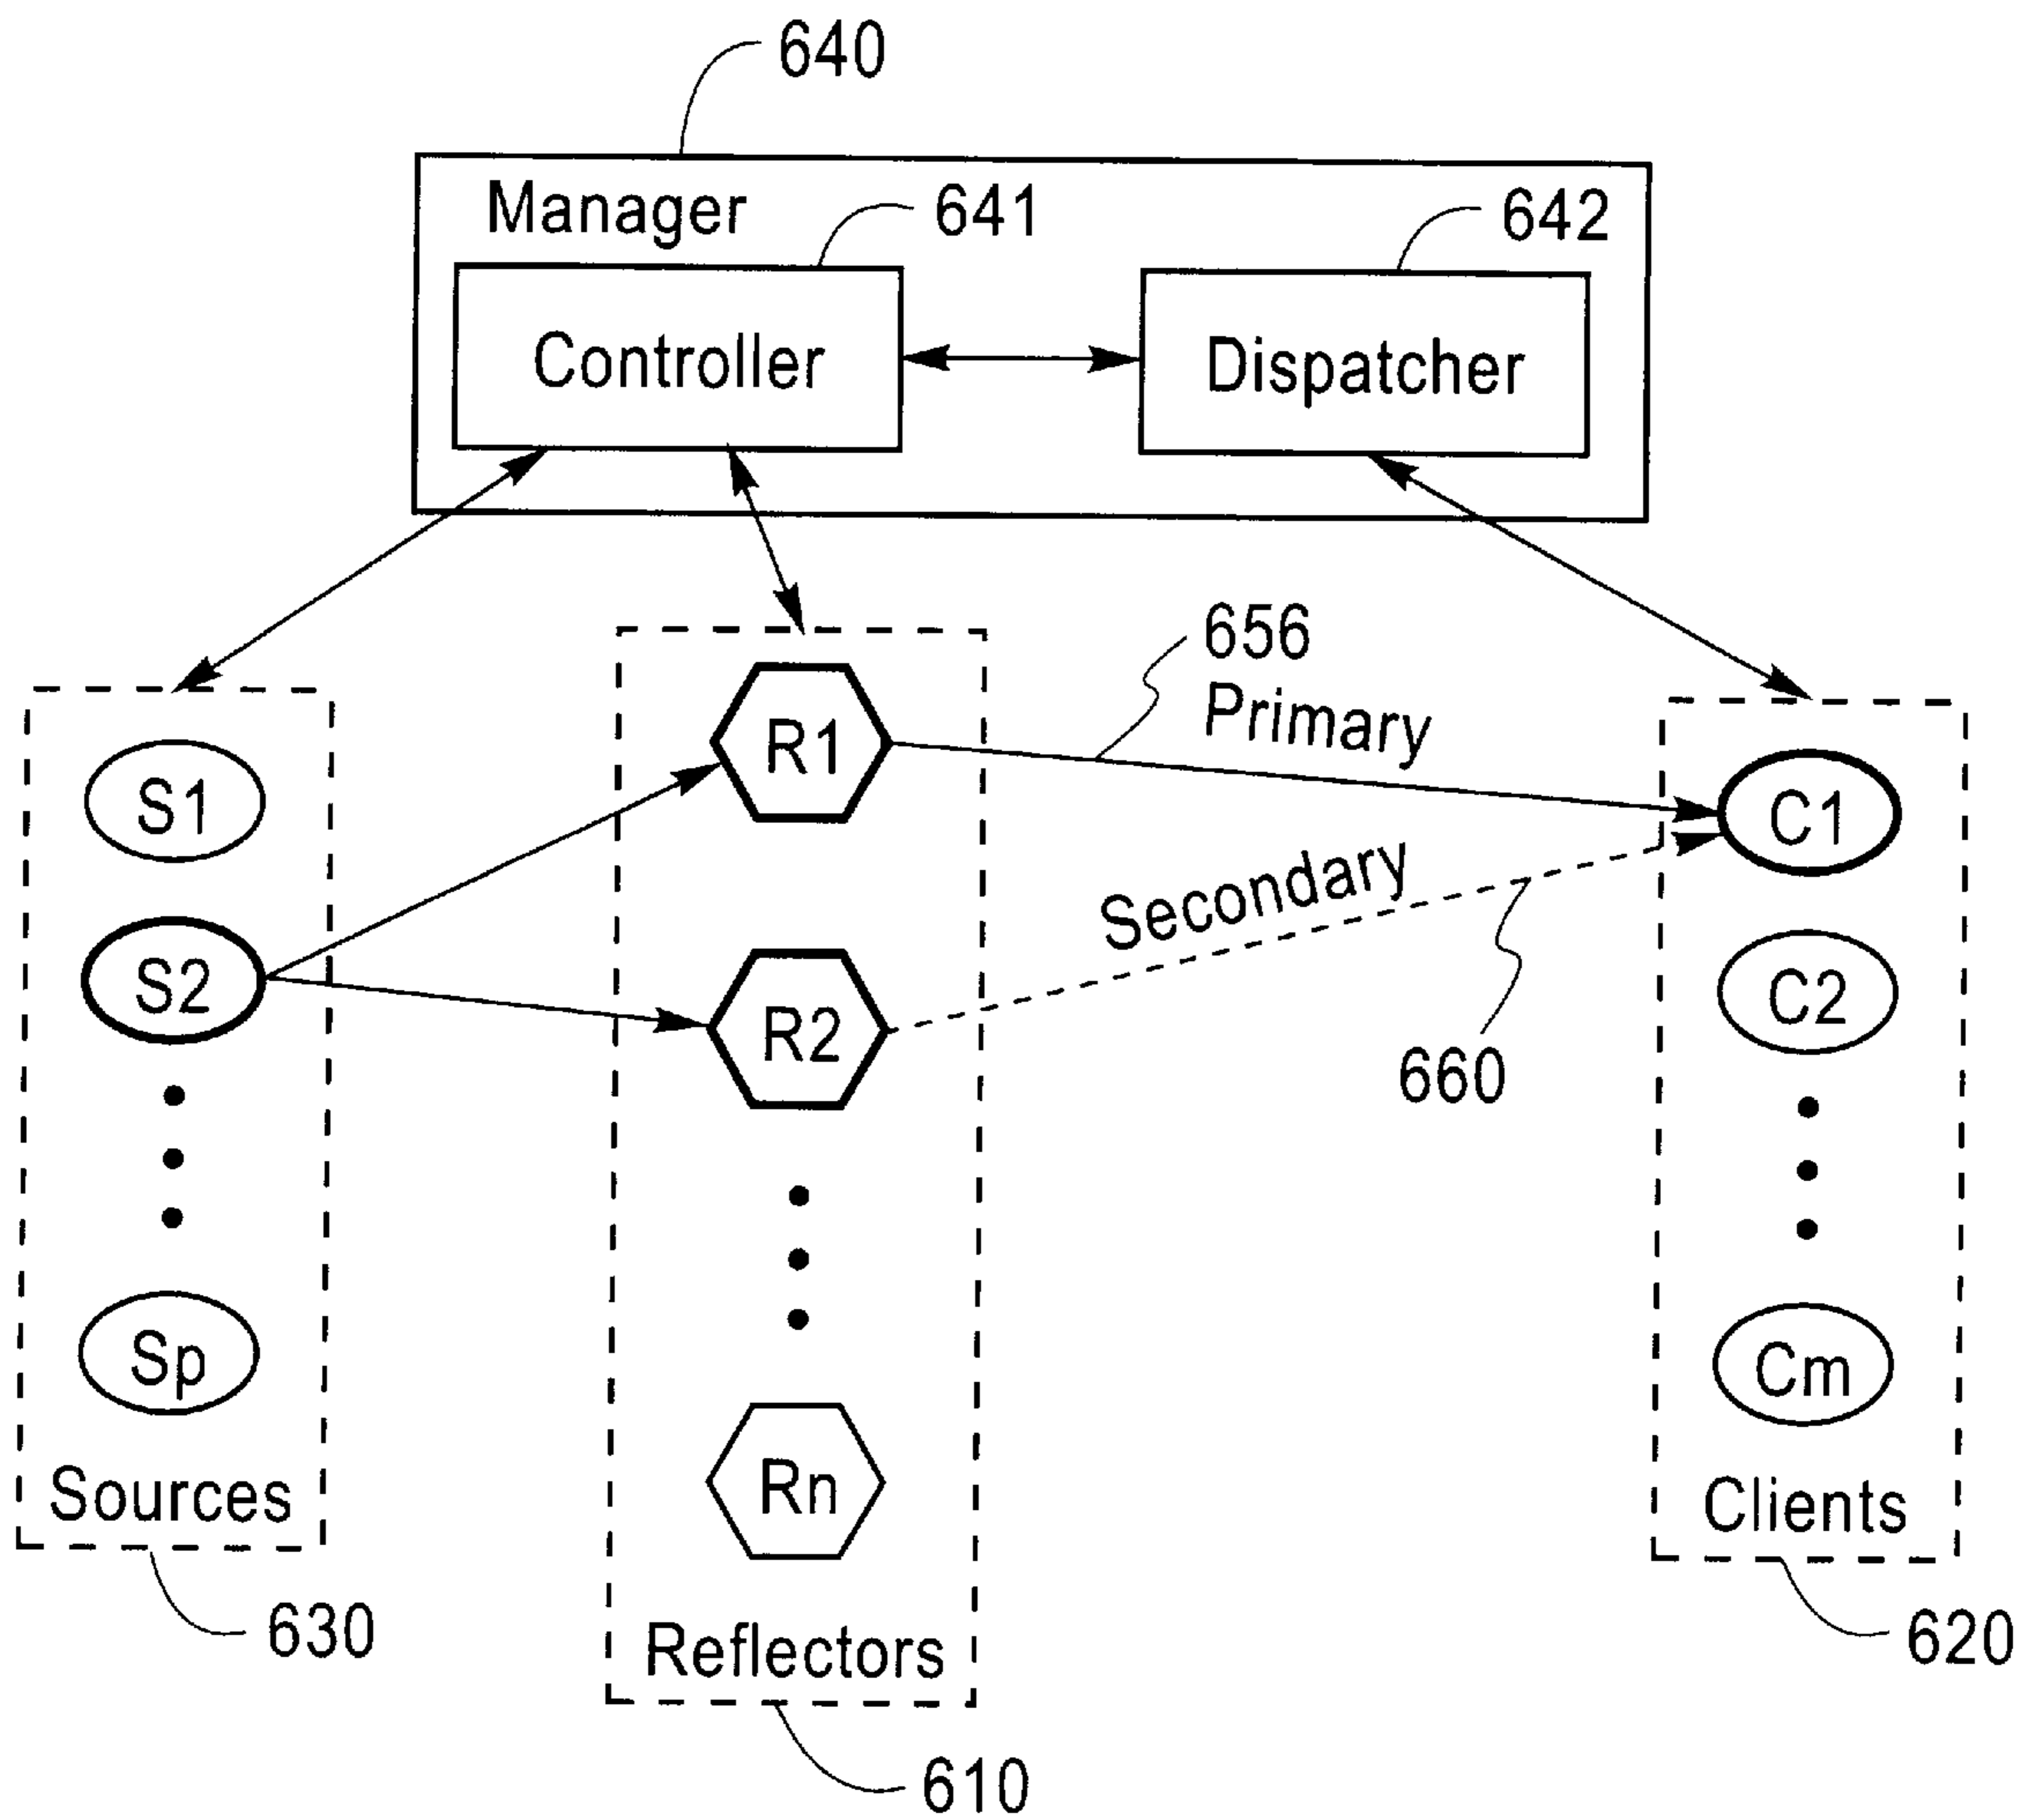 640
Manager
641
642
Controller
Dispatcher
656
Primary
S1
R1
C1
Secondary
S2
R2
C2
660
Sp
Cm
Rn
Sources
Clients
630
Reflectors
620
610